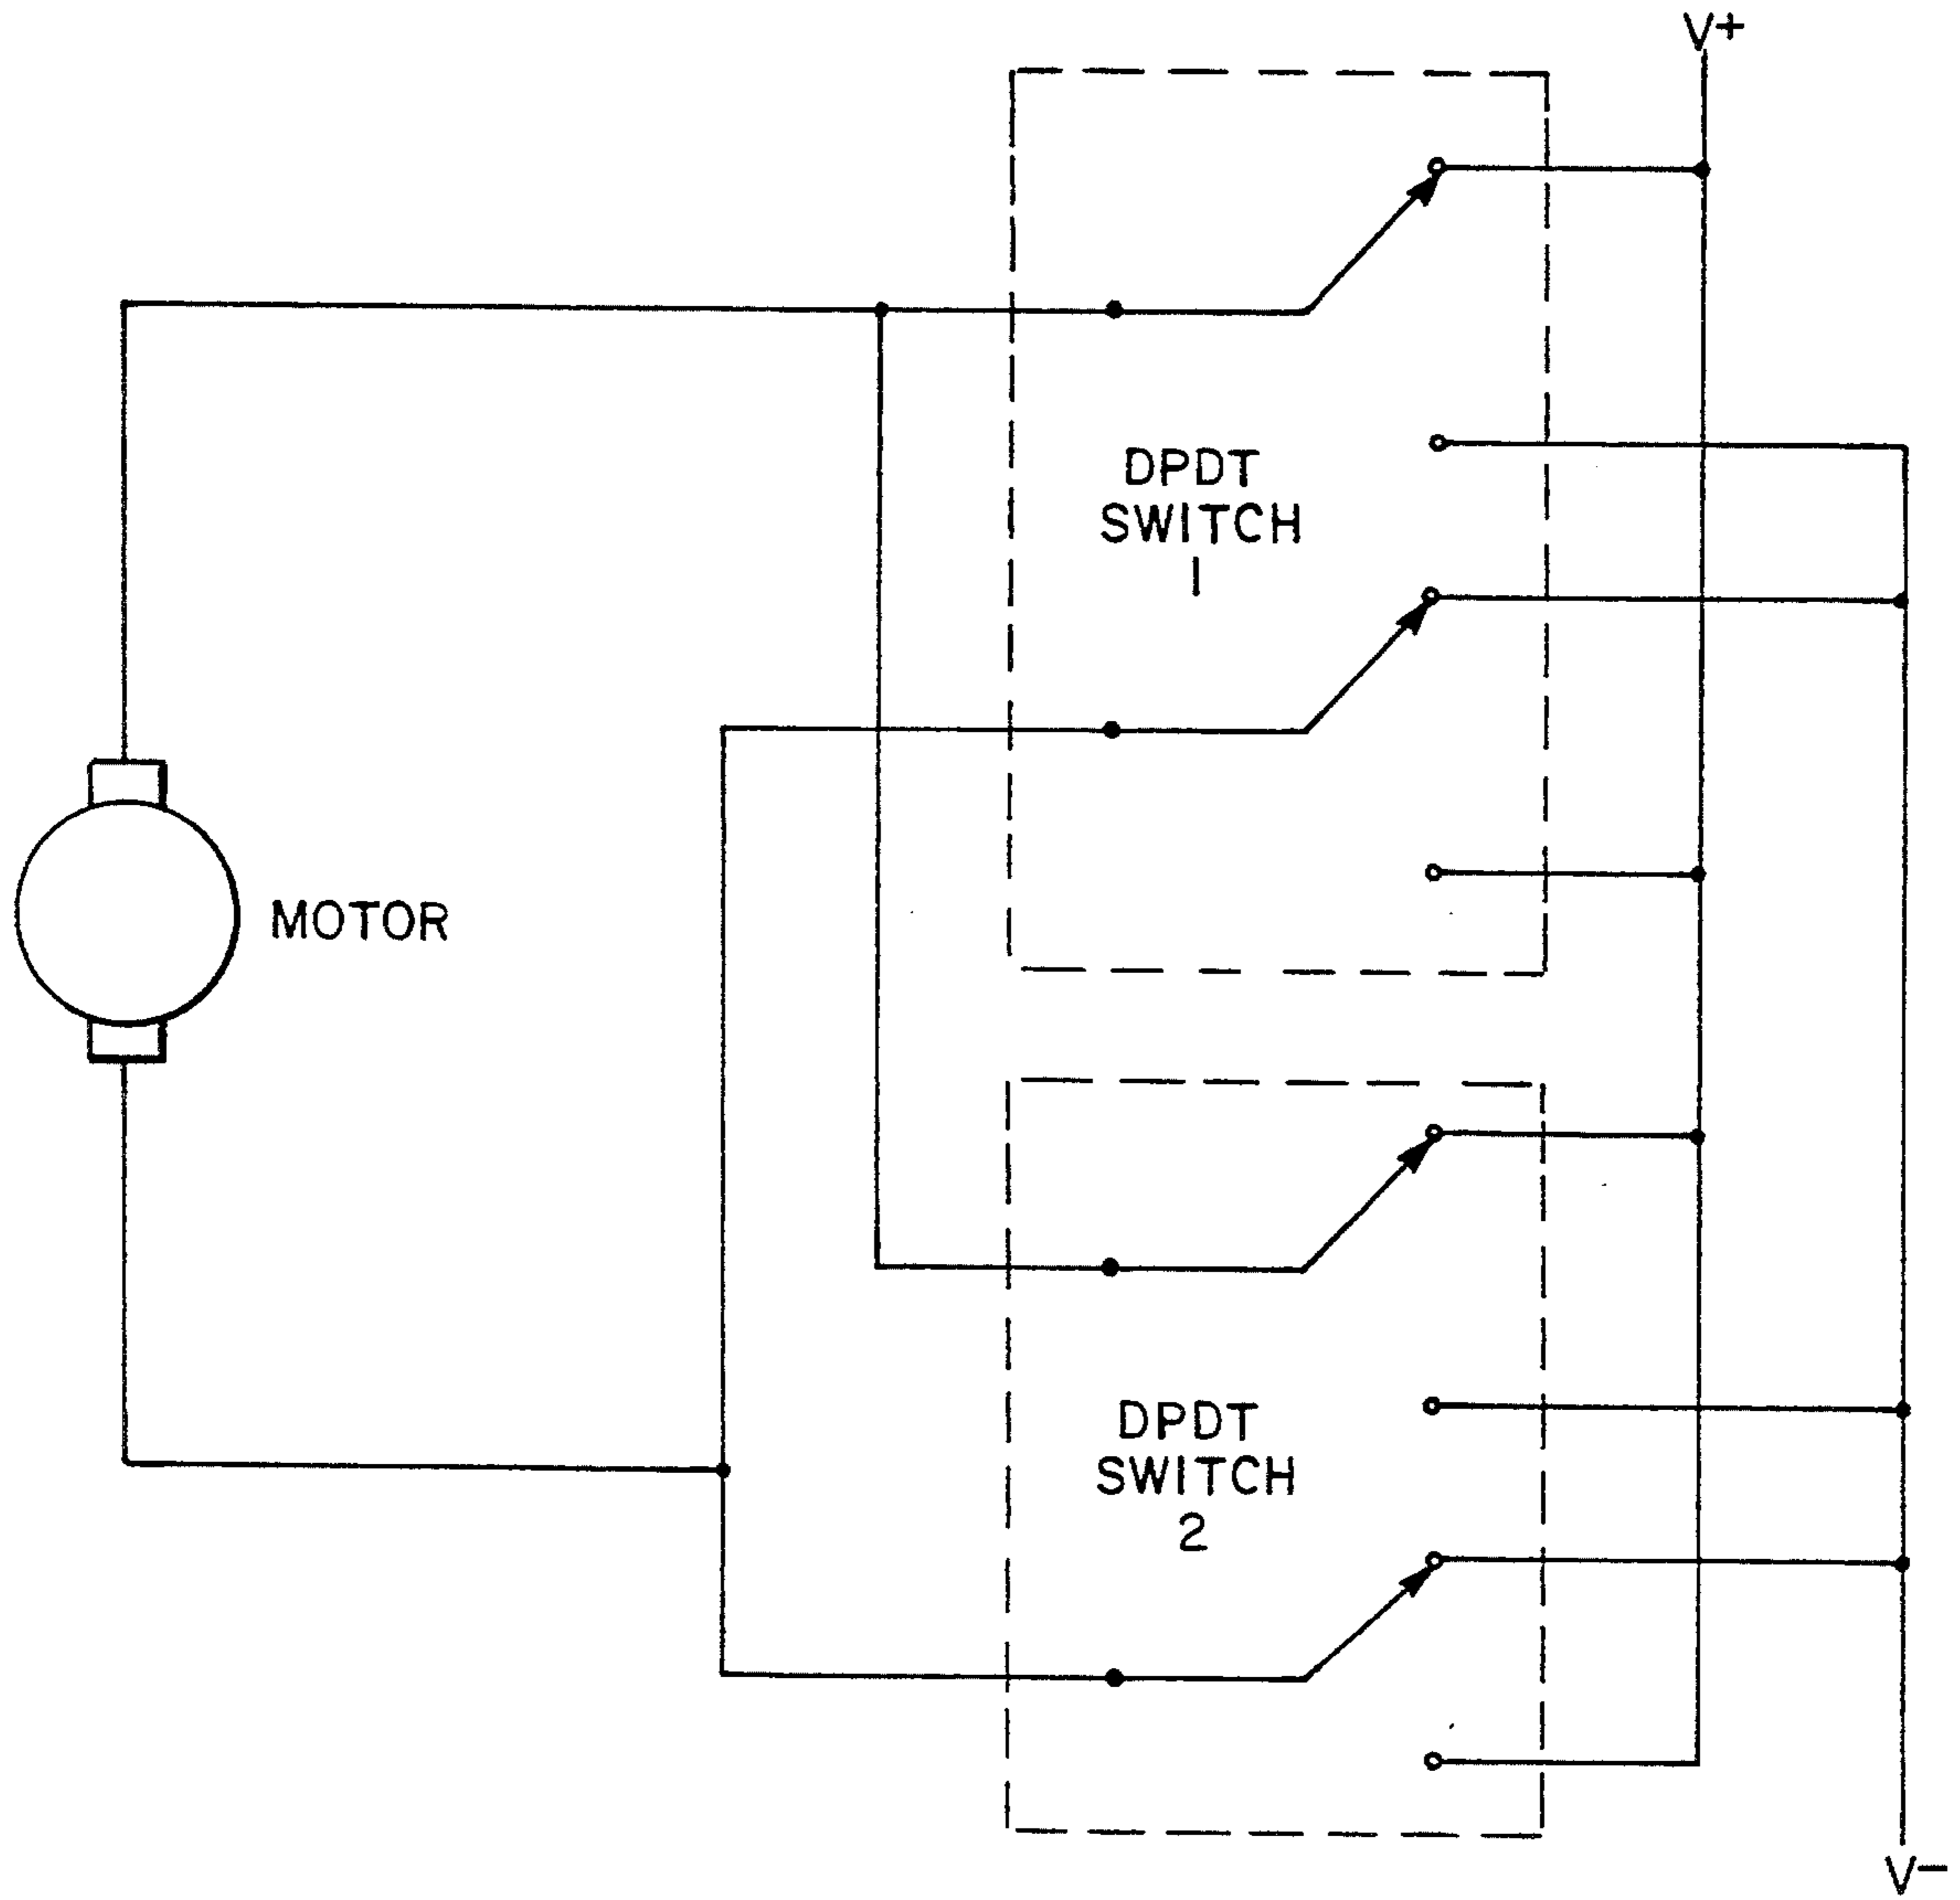 V+
DPDT
SWITCH
1
MOTOR
DPDT
SWITCH
2
V-